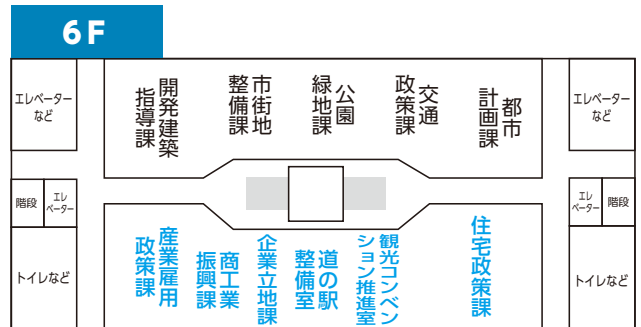 6F
エレベーター
など
開発建築
指導課
市街地
整備課
公園
緑地課
交通
政策課
都市
計画課
エレベーター
など
階段
エレ
ベーター
エレ
ベーター
階段
トイレなど
産業雇用
政策課
商工業
振興課
企業立地課
道の駅
整備室
観光コンベン
ション推進室
住宅政策課
トイレなど